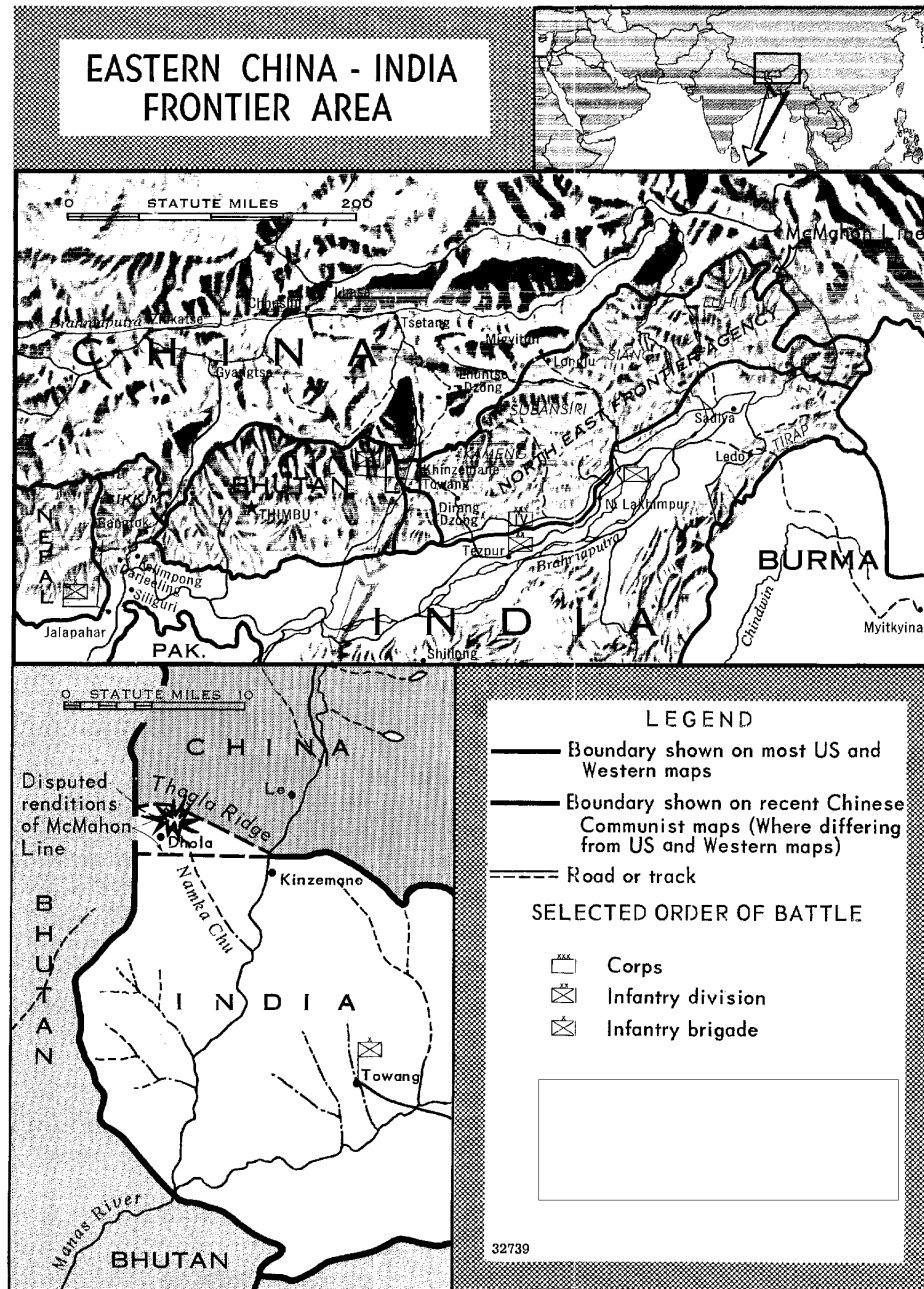 EASTERN CHINA - INDIA
FRONTIER AREA
0 STATUTE MILES 200
McMahon Line
Tsetang
CHINA
Migyitun
Gyangtse
Longju
SIANG
Dzong
SUBANSIRI
NORTH EAST FRONTIER AGENCY
Sadiya
Ledo
TIRAP
Khinzemane
Towang
BHUTAN
THIMBU
Dirang
Dzong
IV
N. Lakhimpur
NEPAL
Tezpur
Brahmaputra
BURMA
Kalimpong
Darjeeling
Siliguri
Jalapahar
INDIA
Chindwin
Myitkyina
PAK.
Shillong
0 STATUTE MILES 10
CHINA
Le
Disputed
renditions
of McMahon
Line
Thagla Ridge
Dhola
Kinzemane
Namka Chu
BHUTAN
INDIA
Towang
Manas River
BHUTAN
LEGEND
Boundary shown on most US and
Western maps
Boundary shown on recent Chinese
Communist maps (Where differing
from US and Western maps)
Road or track
SELECTED ORDER OF BATTLE
xxx
Corps
xx
Infantry division
x
Infantry brigade
32739